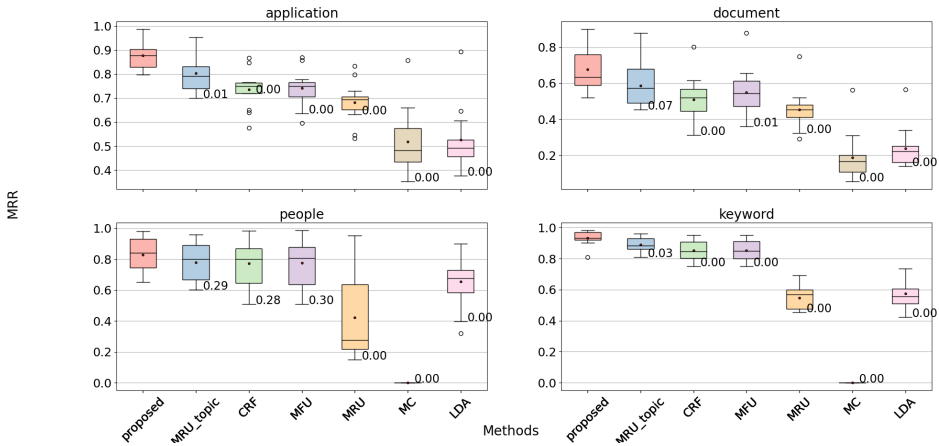 application
document
1.0
0.9
0.8
0.7
0.6
0.5
0.4
0.01
0.00
0.00
0.00
0.00
0.00
0.8
0.6
0.4
0.2
0.07
0.00
0.01
0.00
0.00
0.00
MRR
people
keyword
1.0
0.8
0.6
0.4
0.2
0.0
0.29
0.28
0.30
0.00
0.00
0.00
1.0
0.8
0.6
0.4
0.2
0.0
0.03
0.00
0.00
0.00
0.00
0.00
proposed
MRU_topic
CRF
MFU
MRU
MC
LDA
proposed
MRU_topic
CRF
MFU
MRU
MC
LDA
Methods